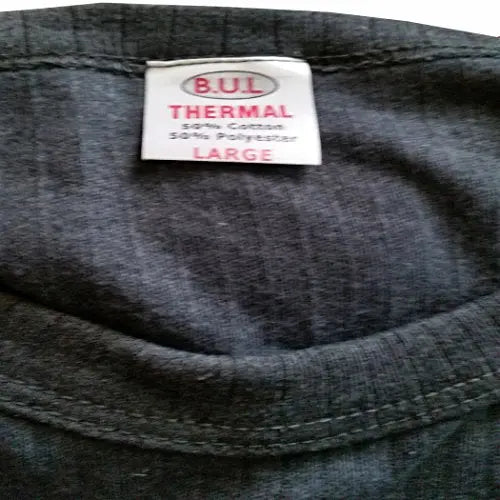 B.U.L
THERMAL
50% Cotton
50% Polyester
LARGE